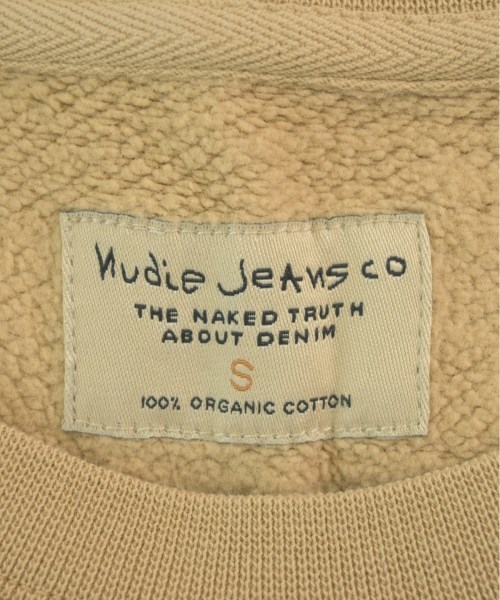 Nudie Jeans co
THE NAKED TRUTH
ABOUT DENIM
S
100% ORGANIC COTTON